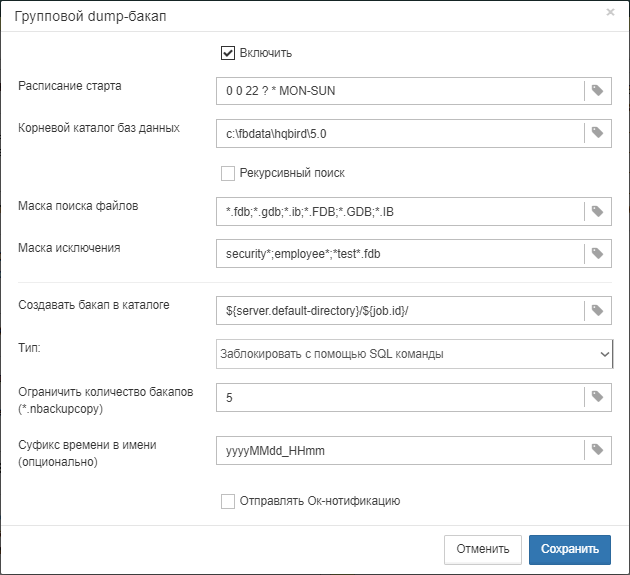 Групповой dump-бакап
×
Включить
Расписание старта
0 0 22 ? * MON-SUN
Корневой каталог баз данных
c:\fbdata\hqbird\5.0
Рекурсивный поиск
Маска поиска файлов
*.fdb;*.gdb;*.ib;*.FDB;*.GDB;*.IB
Маска исключения
security*;employee*;*test*.fdb
Создавать бакап в каталоге
${server.default-directory}/${job.id}/
Тип:
Заблокировать с помощью SQL команды
Ограничить количество бакапов
(*.nbackupcopy)
5
Суфикс времени в имени
(опционально)
yyyyMMdd_HHmm
Отправлять Ок-нотификацию
Отменить
Сохранить